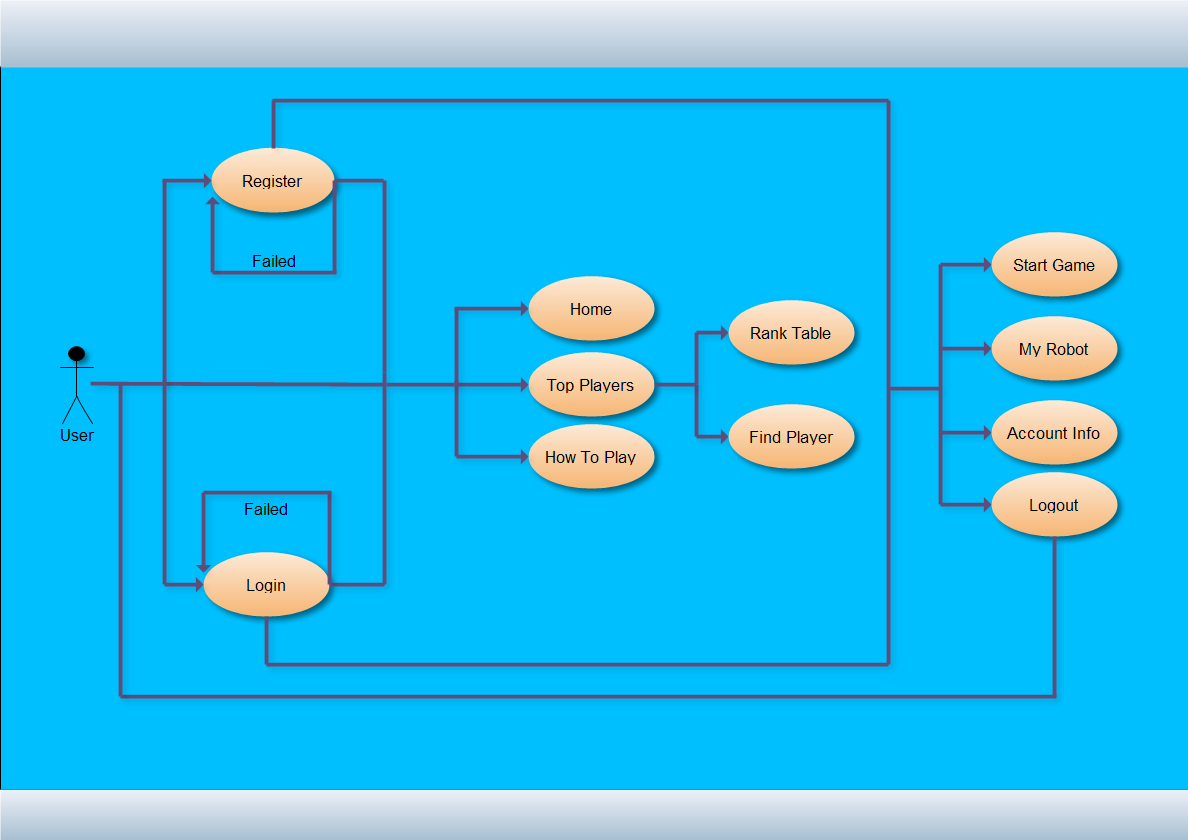 Register
Failed
Start Game
Home
Rank Table
My Robot
Top Players
User
Find Player
Account Info
How To Play
Failed
Logout
Login